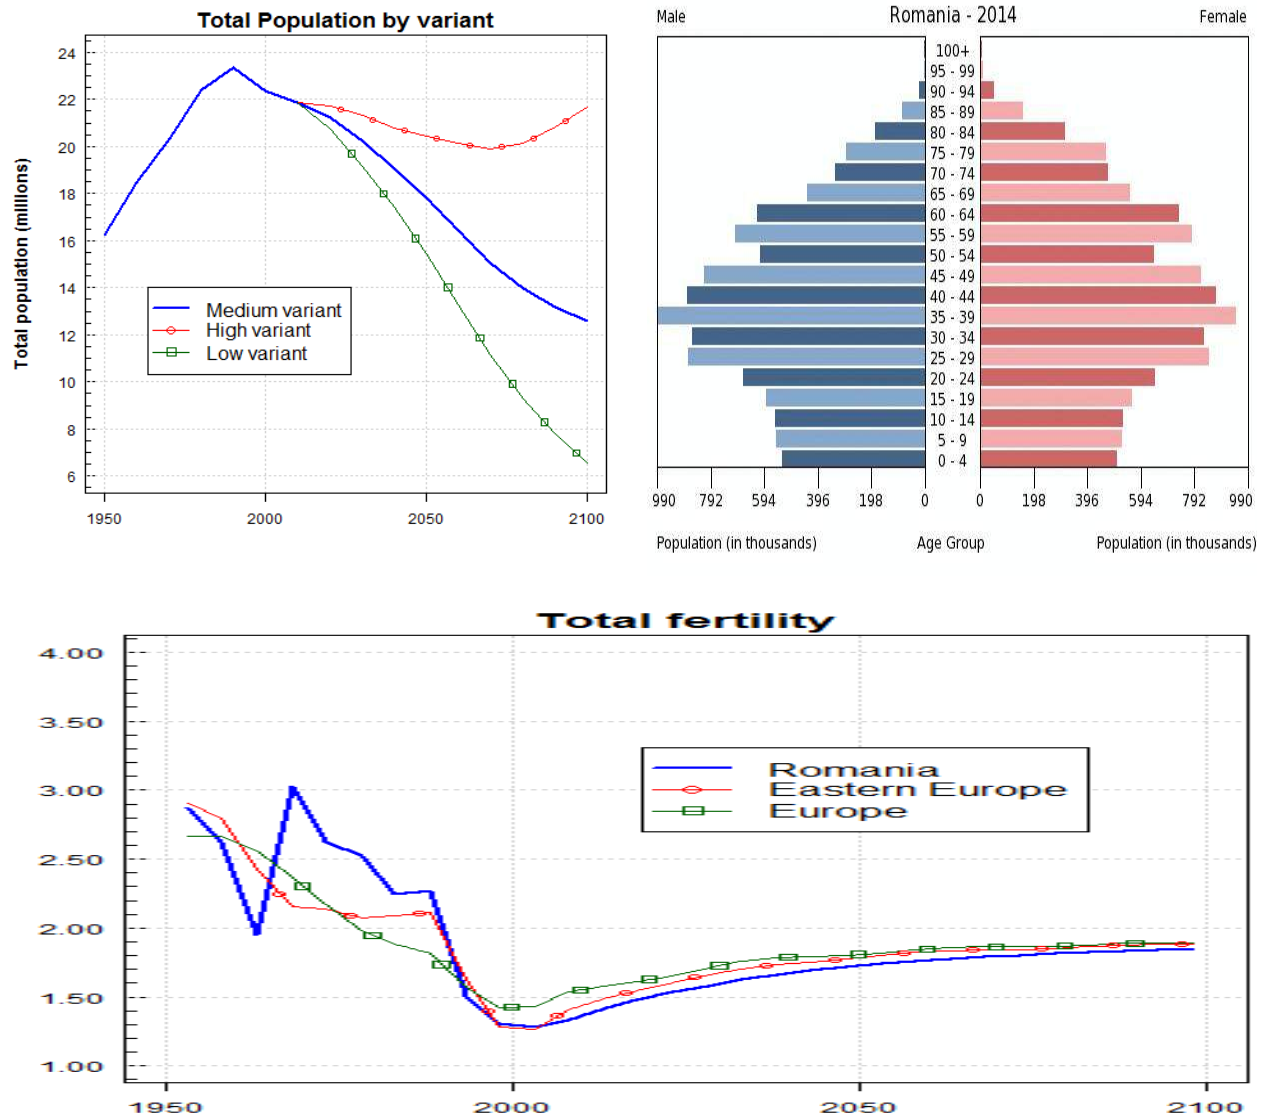 Total Population by variant
Total population (millions)
24
22
20
18
16
14
12
10
8
6
Medium variant
High variant
Low variant
1950 2000 2050 2100
Male Romania - 2014 Female
100+
95 - 99
90 - 94
85 - 89
80 - 84
75 - 79
70 - 74
65 - 69
60 - 64
55 - 59
50 - 54
45 - 49
40 - 44
35 - 39
30 - 34
25 - 29
20 - 24
15 - 19
10 - 14
5 - 9
0 - 4
990 792 594 396 198 0 0 198 396 594 792 990
Population (in thousands) Age Group Population (in thousands)
Total fertility
4.00
3.50
3.00
2.50
2.00
1.50
1.00
Romania
Eastern Europe
Europe
1950 2000 2050 2100